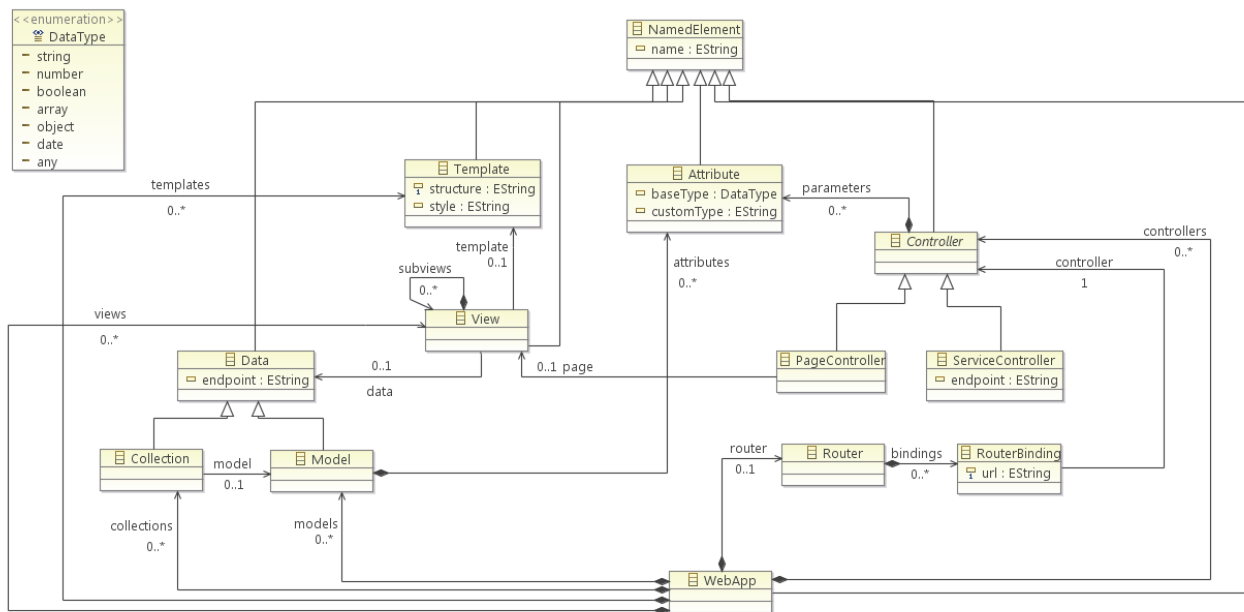 <<enumeration>>
DataType
string
number
boolean
array
object
date
any
NamedElement
name : EString
Template
structure : EString
style : EString
Attribute
baseType : DataType
customType : EString
templates
0..*
parameters
0..*
Controller
controllers
0..*
controller
1
template
0..1
subviews
0..*
attributes
0..*
views
0..*
View
Data
endpoint : EString
0..1
data
0..1 page
PageController
ServiceController
endpoint : EString
Collection
model
0..1
Model
router
0..1
Router
bindings
0..*
RouterBinding
url : EString
collections
0..*
models
0..*
WebApp